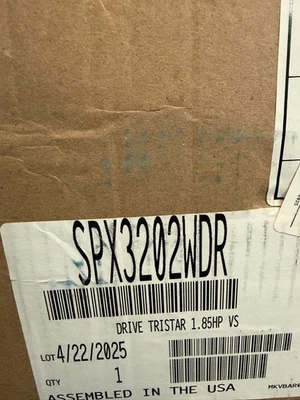 SPX3202WDR
DRIVE TRISTAR 1.85HP VS
LOT 4/22/2025
QTY 1
ASSEMBLED IN THE USA